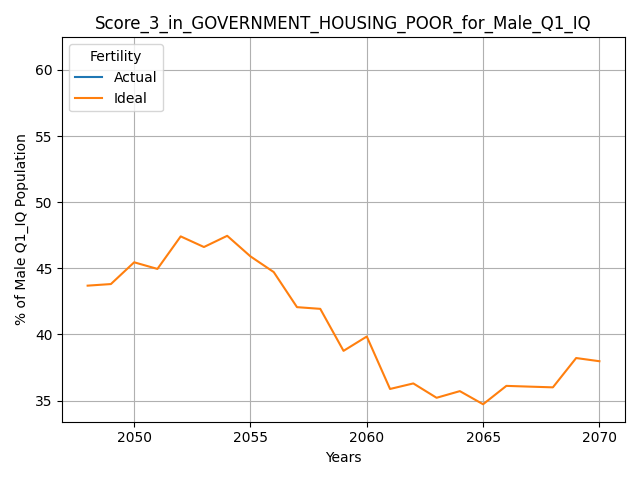 Score_3_in_GOVERNMENT_HOUSING_POOR_for_Male_Q1_IQ
Fertility
Actual
Ideal
% of Male Q1_IQ Population
60
55
50
45
40
35
2050
2055
2060
2065
2070
Years